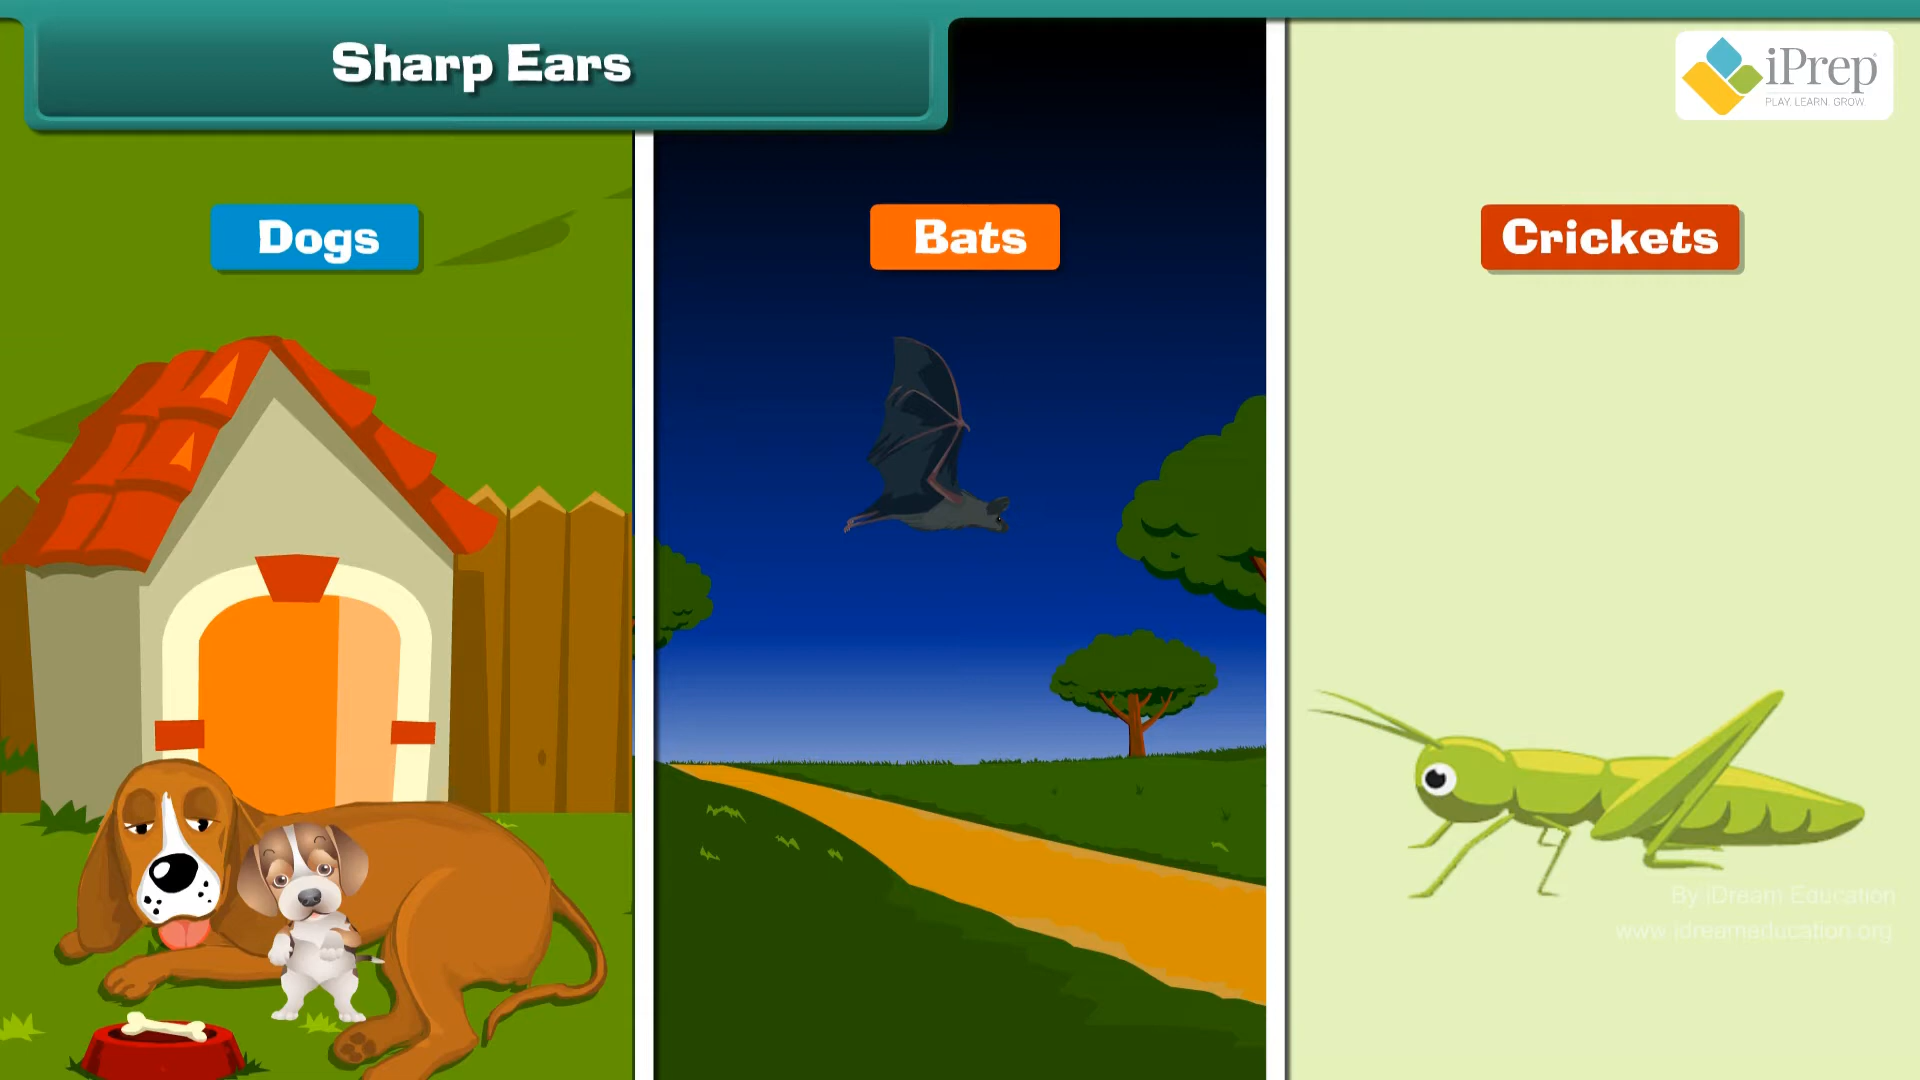 Sharp Ears
iPrep
PLAY. LEARN. GROW.
Dogs
Bats
Crickets
By iDream Education
www.idreameducation.org